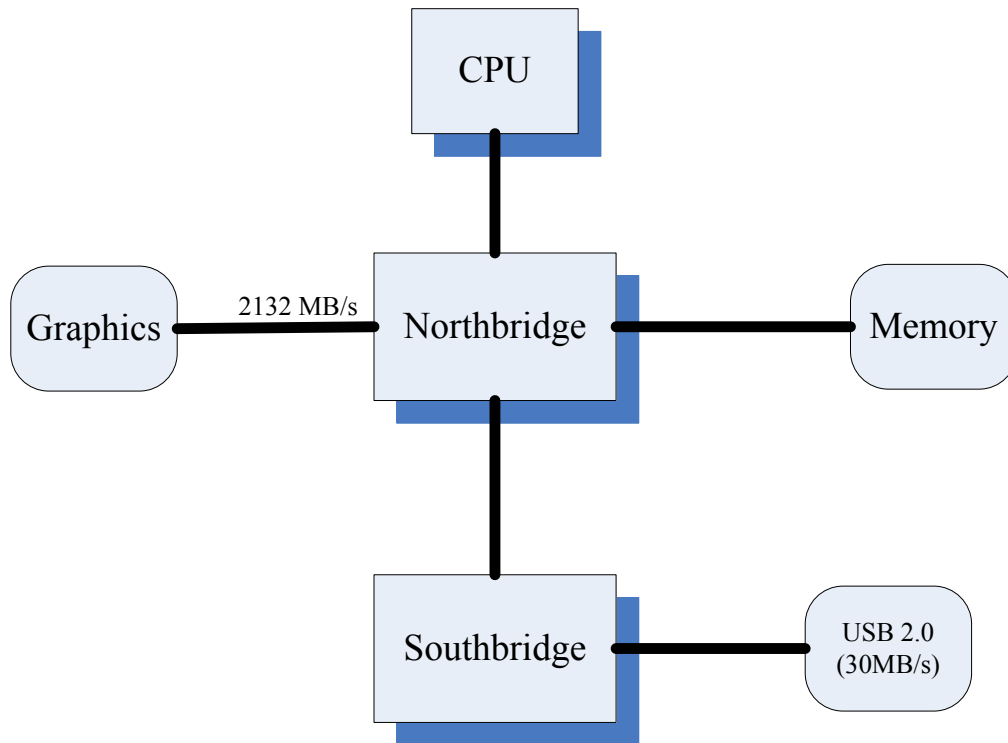 CPU
2132 MB/s
Graphics
Northbridge
Memory
Southbridge
USB 2.0
(30MB/s)